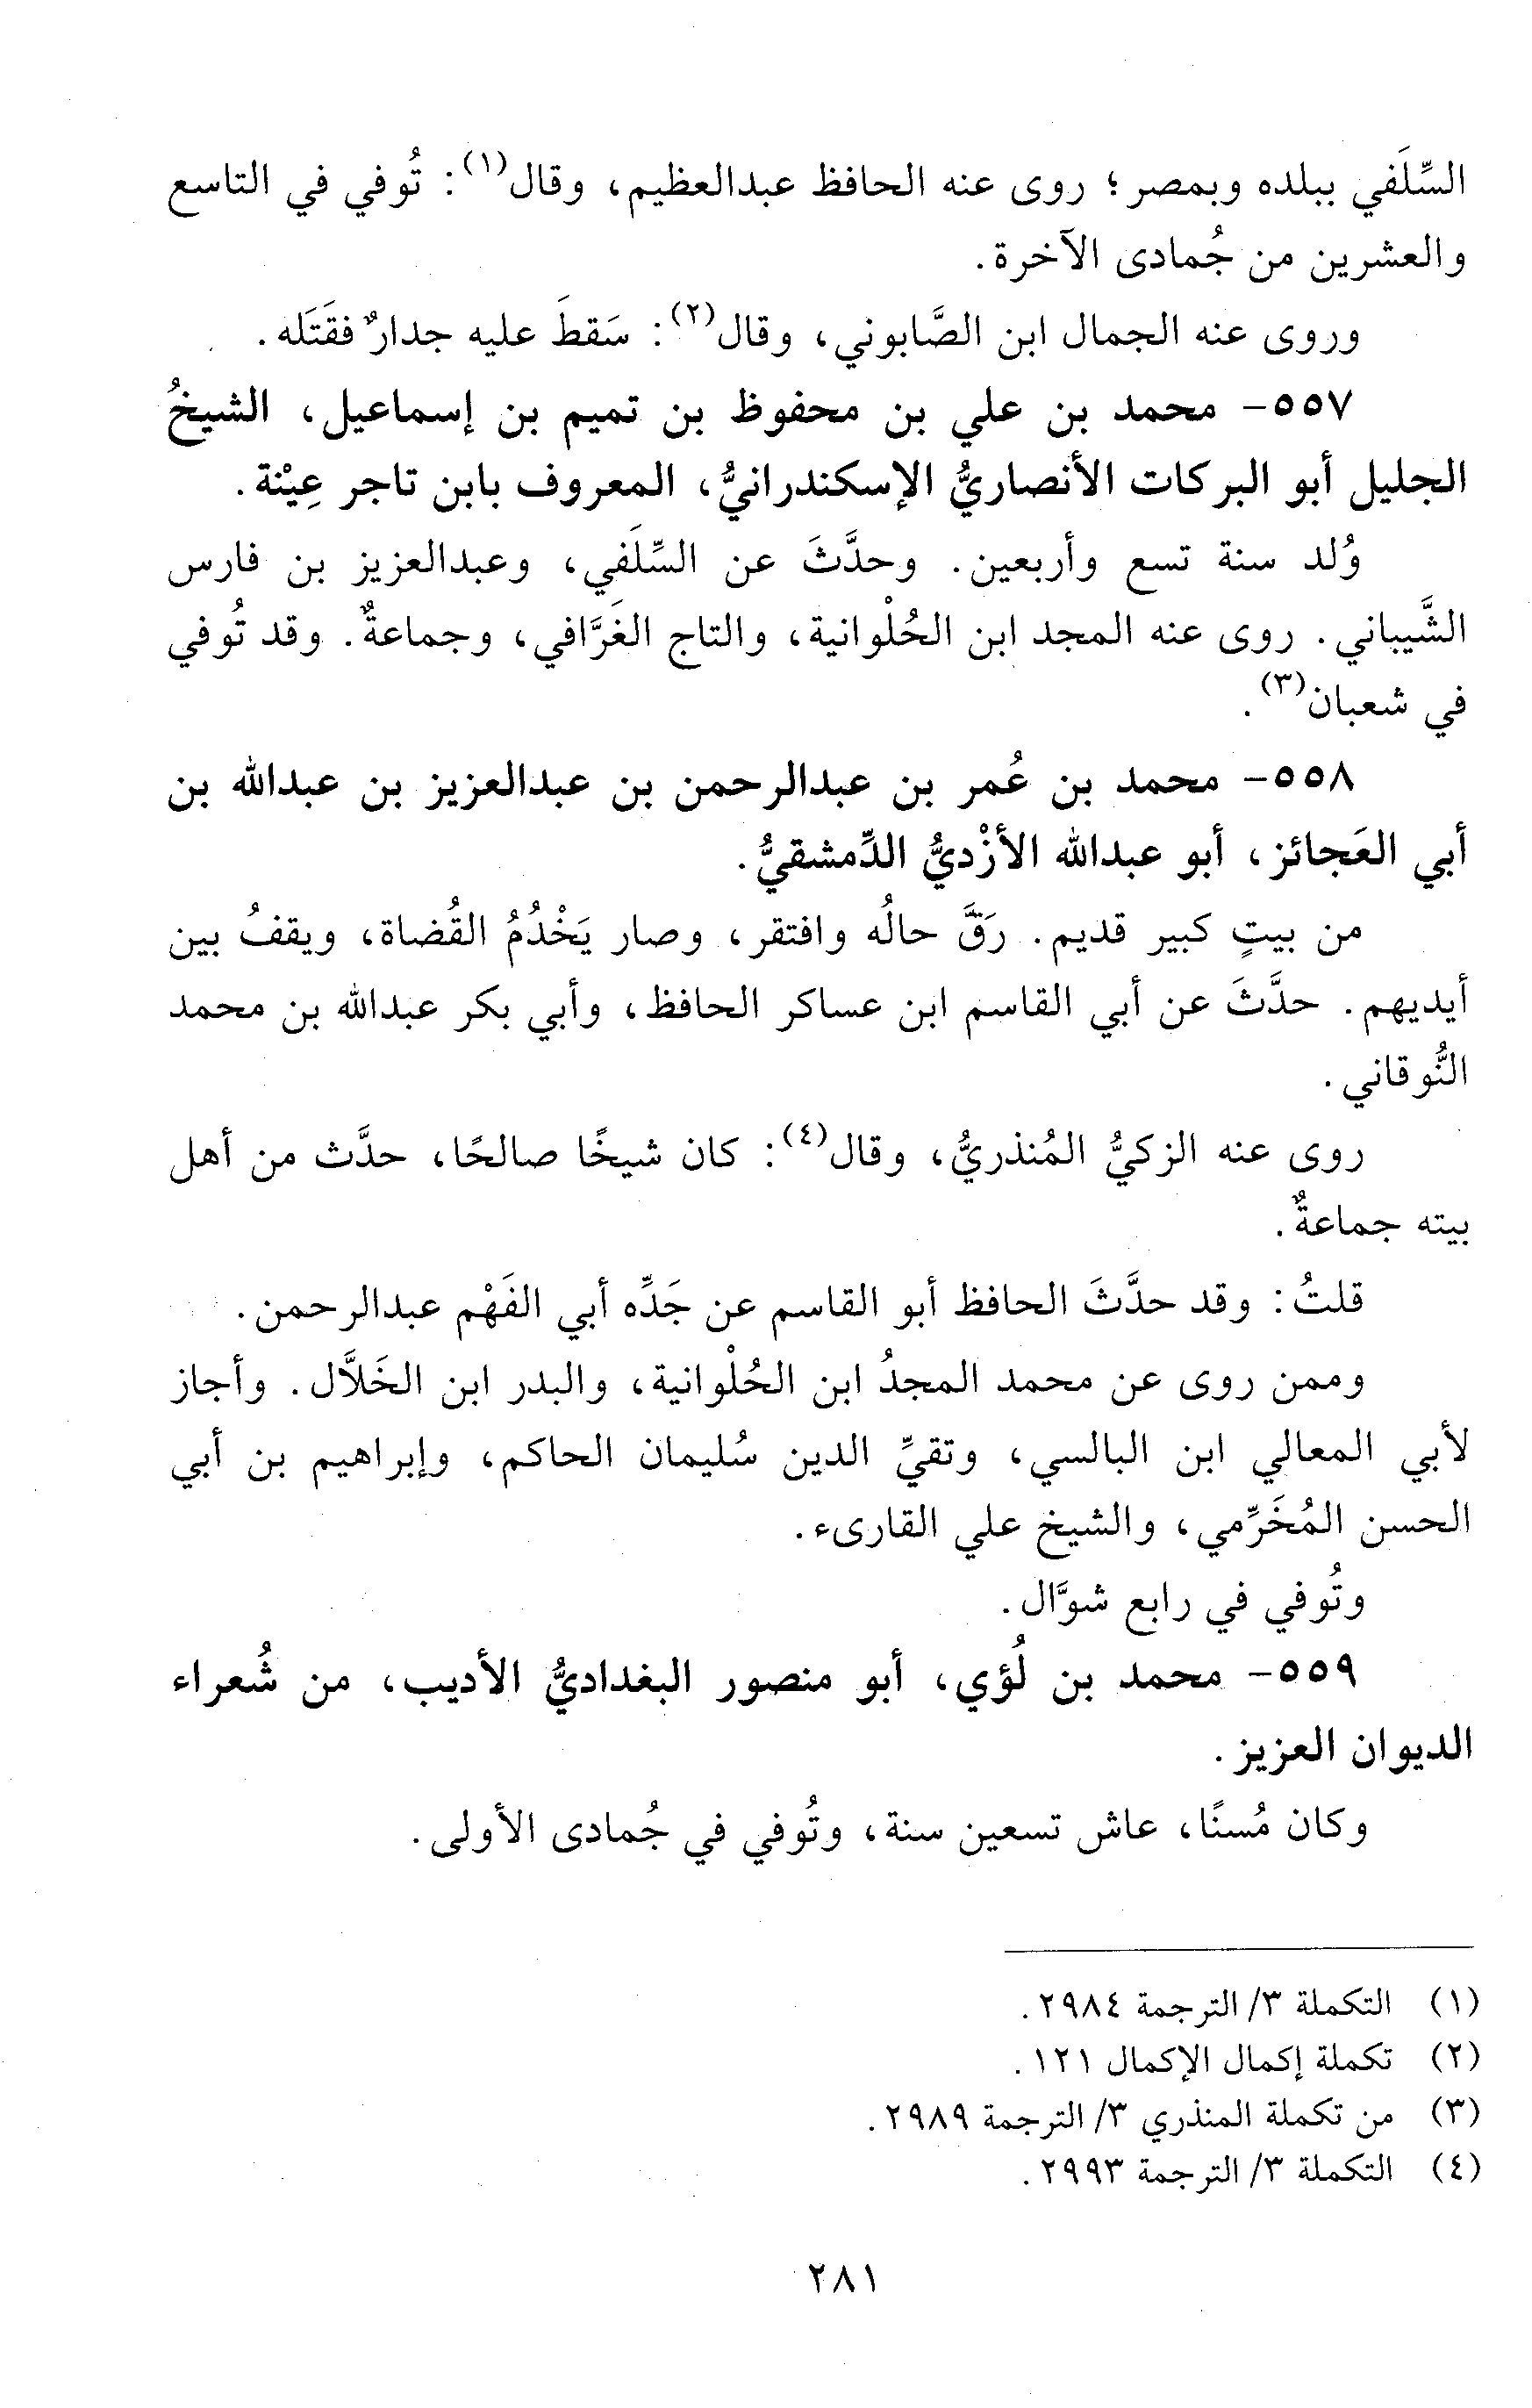 السِّلَفي ببلده وبمصر؛ روى عنه الحافظ عبدالعظيم، وقال(١): تُوفي في التاسع
والعشرين من جُمادى الآخرة.
وروى عنه الجمال ابن الصَّابوني، وقال(٢): سَقطَ عليه جدارٌ فقَتَله.
٥٥٧- محمد بن علي بن محفوظ بن تميم بن إسماعيل، الشيخُ
الجليل أبو البركات الأنصاريُّ الإسكندرانيُّ، المعروف بابن تاجر عِيْنة.
وُلد سنة تسع وأربعين. وحدَّثَ عن السِّلَفي، وعبدالعزيز بن فارس
الشَّيباني. روى عنه المجد ابن الحُلْوانية، والتاج الغَرَّافي، وجماعةٌ. وقد تُوفي
في شعبان(٣).
٥٥٨- محمد بن عُمر بن عبدالرحمن بن عبدالعزيز بن عبدالله بن
أبي العَجائز، أبو عبدالله الأزْديُّ الدِّمشقيُّ.
من بيتٍ كبير قديم. رَقَّ حالُه وافتقر، وصار يَخْدُمُ القُضاة، ويقفُ بين
أيديهم. حدَّثَ عن أبي القاسم ابن عساكر الحافظ، وأبي بكر عبدالله بن محمد
النُّوقاني.
روى عنه الزكيُّ المُنذريُّ، وقال(٤): كان شيخًا صالحًا، حدَّث من أهل
بيته جماعةٌ.
قلتُ: وقد حدَّثَ الحافظ أبو القاسم عن جَدِّه أبي الفَهْم عبدالرحمن.
وممن روى عن محمد المجدُ ابن الحُلْوانية، والبدر ابن الخَلاَّل. وأجاز
لأبي المعالي ابن البالسي، وتقيِّ الدين سُليمان الحاكم، وإبراهيم بن أبي
الحسن المُخَرِّمي، والشيخ علي القارىء.
وتُوفي في رابع شوَّال.
٥٥٩- محمد بن لُؤي، أبو منصور البغداديُّ الأديب، من شُعراء
الديوان العزيز.
وكان مُسنًا، عاش تسعين سنة، وتُوفي في جُمادى الأولى.
(١) التكملة ٣/ الترجمة ٢٩٨٤.
(٢) تكملة إكمال الإكمال ١٢١.
(٣) من تكملة المنذري ٣/ الترجمة ٢٩٨٩.
(٤) التكملة ٣/ الترجمة ٢٩٩٣.
٢٨١